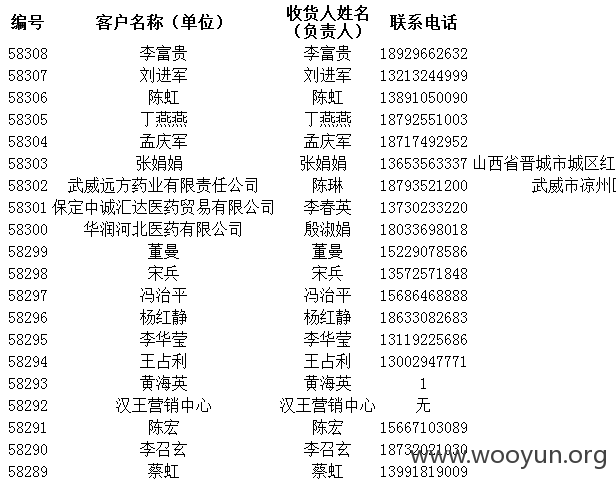 编号 客户名称（单位） 收货人姓名（负责人） 联系电话
58308 李富贵 李富贵 18929662632
58307 刘进军 刘进军 13213244999
58306 陈虹 陈虹 13891050090
58305 丁燕燕 丁燕燕 18792551003
58304 孟庆军 孟庆军 18717492952
58303 张娟娟 张娟娟 13653563337 山西省晋城市城区红
58302 武威远方药业有限责任公司 陈琳 18793521200 武威市凉州
58301 保定中诚汇达医药贸易有限公司 李春英 13730233220
58300 华润河北医药有限公司 殷淑娟 18033698018
58299 董曼 董曼 15229078586
58298 宋兵 宋兵 13572571848
58297 冯治平 冯治平 15686468888
58296 杨红静 杨红静 18633082683
58295 李华莹 李华莹 13119225686
58294 王占利 王占利 13002947771
58293 黄海英 黄海英 1
58292 汉王营销中心 汉王营销中心 无
58291 陈宏 陈宏 15667103089
58290 李召玄 李召玄 18732021030
58289 蔡虹 蔡虹 13991819009
www.wooyun.org